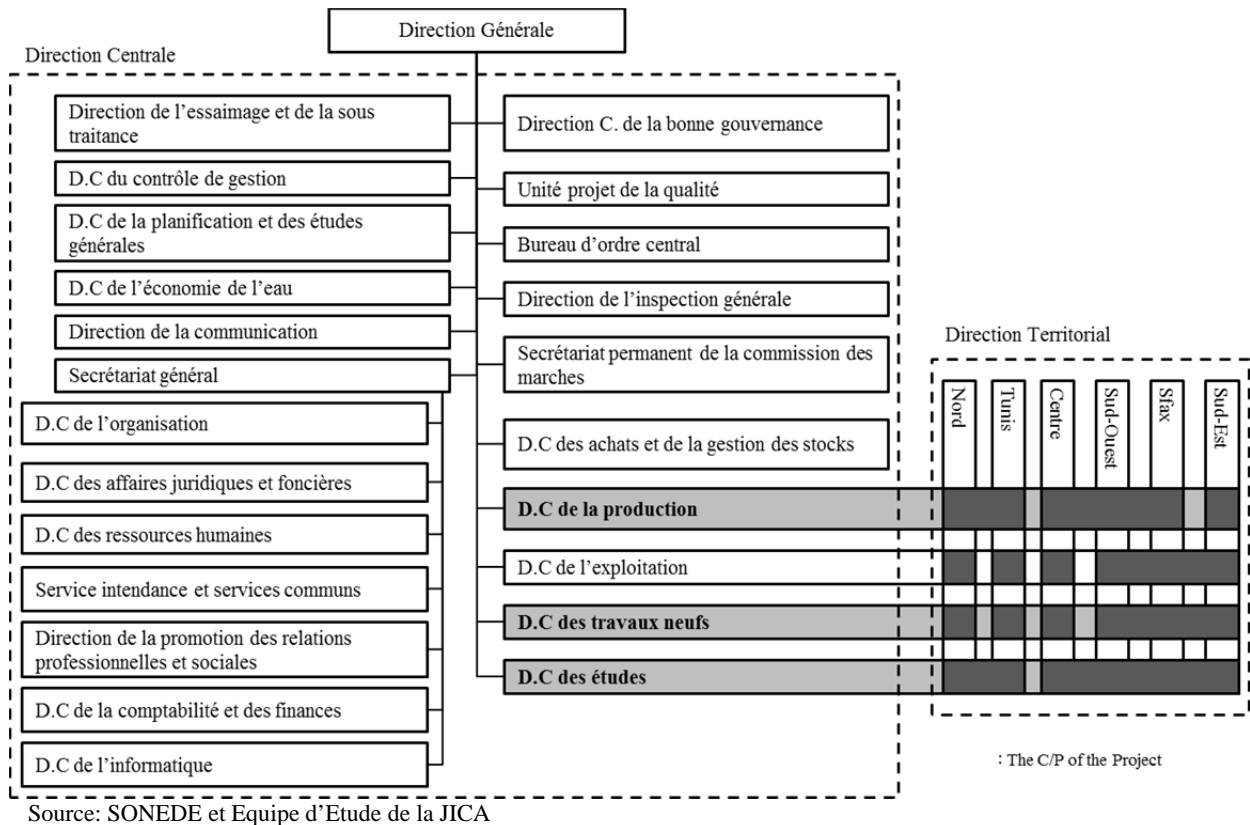 Direction Générale
Direction Centrale
Direction de l’essaimage et de la sous
traitance
D.C du contrôle de gestion
D.C de la planification et des études
générales
D.C de l’économie de l’eau
Direction de la communication
Secrétariat général
D.C de l’organisation
D.C des affaires juridiques et foncières
D.C des ressources humaines
Service intendance et services communs
Direction de la promotion des relations
professionnelles et sociales
D.C de la comptabilité et des finances
D.C de l’informatique
Direction C. de la bonne gouvernance
Unité projet de la qualité
Bureau d’ordre central
Direction de l’inspection générale
Secrétariat permanent de la commission des
marches
D.C des achats et de la gestion des stocks
D.C de la production
D.C de l’exploitation
D.C des travaux neufs
D.C des études
Direction Territorial
Nord
Tunis
Centre
Sud-Ouest
Sfax
Sud-Est
: The C/P of the Project
Source: SONEDE et Equipe d’Etude de la JICA